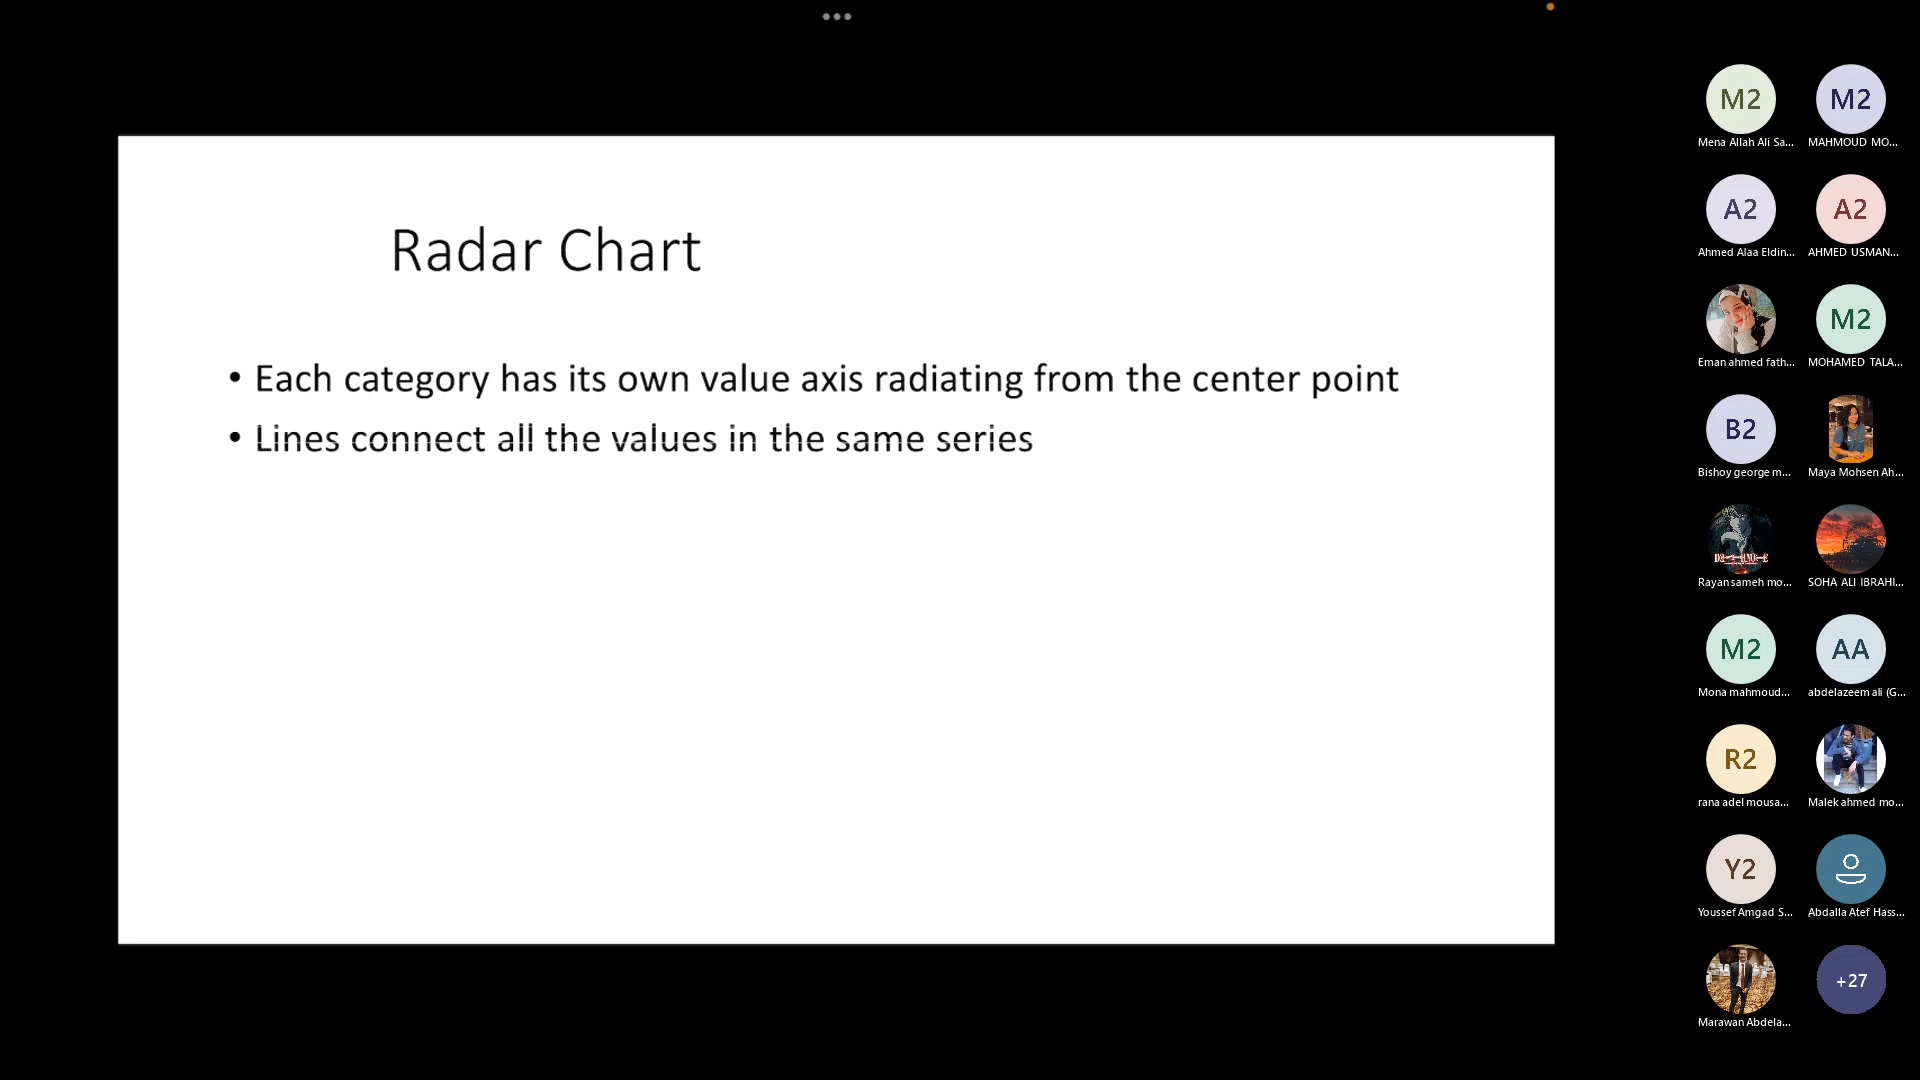 Radar Chart
• Each category has its own value axis radiating from the center point
• Lines connect all the values in the same series
M2
M2
Mena Allah Ali Sa...
MAHMOUD MO...
A2
A2
Ahmed Alaa Eldin...
AHMED USMAN...
M2
Eman ahmed fath...
MOHAMED TALA...
B2
Bishoy george m...
Maya Mohsen Ah...
Rayan sameh mo...
SOHA ALI IBRAHI...
M2
AA
Mona mahmoud...
abdelazeem ali (G...
R2
rana adel mousa...
Malek ahmed mo...
Y2
Youssef Amgad S...
Abdalla Atef Hass...
+27
Marawan Abdela...